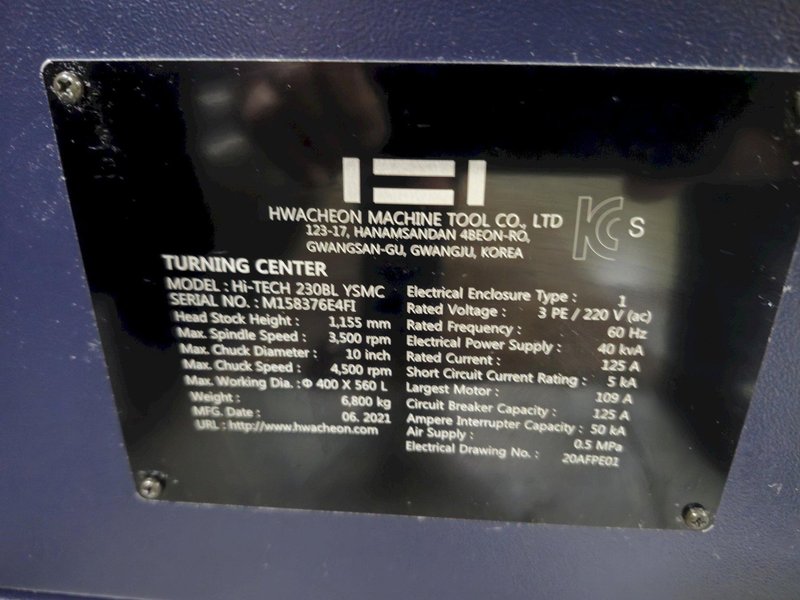 HWACHEON MACHINE TOOL CO., LTD
123-17, HANAMSANDAN 4BEON-RO,
GWANGSAN-GU, GWANGJU, KOREA
KC S
TURNING CENTER
MODEL : Hi-TECH 230BL YSMC
SERIAL NO. : M158376E4FI
Head Stock Height : 1,155 mm
Max. Spindle Speed : 3,500 rpm
Max. Chuck Diameter : 10 inch
Max. Chuck Speed : 4,500 rpm
Max. Working Dia. : Φ 400 X 560 L
Weight : 6,800 kg
MFG. Date : 06. 2021
URL : http://www.hwacheon.com
Electrical Enclosure Type : 1
Rated Voltage : 3 PE / 220 V (ac)
Rated Frequency : 60 Hz
Electrical Power Supply : 40 kvA
Rated Current : 125 A
Short Circuit Current Rating : 5 kA
Largest Motor : 109 A
Circuit Breaker Capacity : 125 A
Ampere Interrupter Capacity : 50 kA
Air Supply : 0.5 MPa
Electrical Drawing No. : 20AFPE01